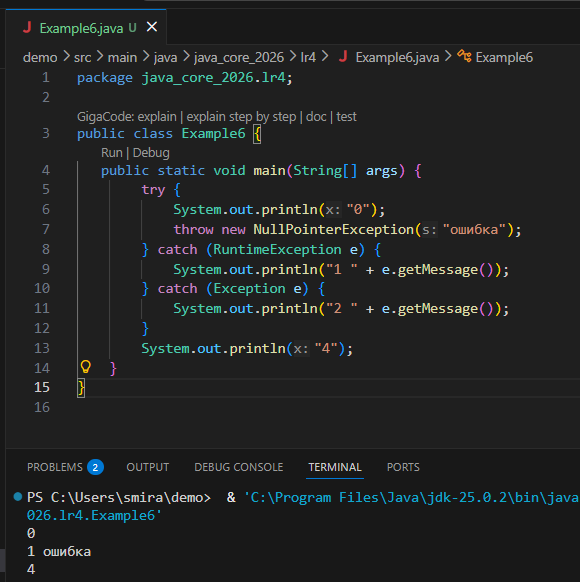 J Example6.java U ×
demo > src > main > java > java_core_2026 > lr4 > J Example6.java > Example6
1 package java_core_2026.lr4;
2
GigaCode: explain | explain step by step | doc | test
3 public class Example6 {
Run | Debug
4 public static void main(String[] args) {
5 try {
6 System.out.println(x: "0");
7 throw new NullPointerException(s: "ошибка");
8 } catch (RuntimeException e) {
9 System.out.println("1 " + e.getMessage());
10 } catch (Exception e) {
11 System.out.println("2 " + e.getMessage());
12 }
13 System.out.println(x: "4");
14 }
15 }
16
PROBLEMS 2 OUTPUT DEBUG CONSOLE TERMINAL PORTS
PS C:\Users\smira\demo> & 'C:\Program Files\Java\jdk-25.0.2\bin\java
026.lr4.Example6'
0
1 ошибка
4